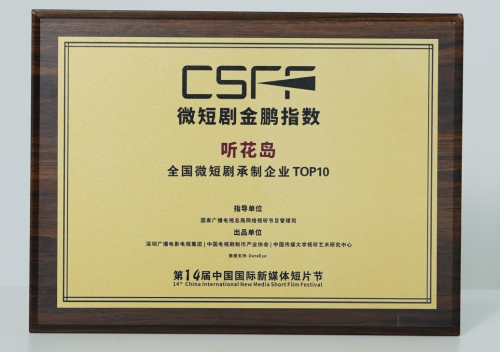 CSFF
微短剧金鹏指数
听花岛
全国微短剧承制企业 TOP10
指导单位
国家广播电视总局网络视听节目管理司
出品单位
深圳广播电影电视集团 | 中国电视剧制作产业协会 | 中国传媒大学视听艺术研究中心
数据支持:DataEye
第14届中国国际新媒体短片节
14th China International New Media Short Film Festival